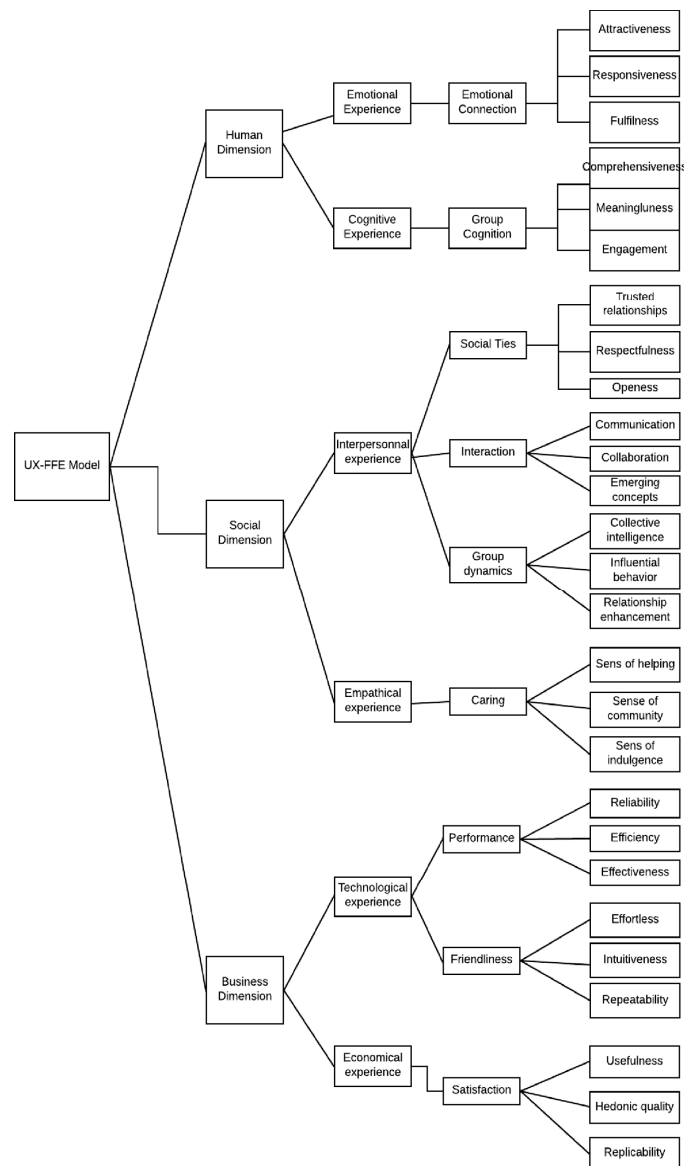 Attractiveness
Responsiveness
Fulfilness
Emotional
Experience
Emotional
Connection
Human
Dimension
Comprehensiveness
Meaningluness
Engagement
Cognitive
Experience
Group
Cognition
Trusted
relationships
Respectfulness
Openess
Social Ties
UX-FFE Model
Interpersonnal
experience
Interaction
Communication
Collaboration
Emerging
concepts
Social
Dimension
Group
dynamics
Collective
intelligence
Influential
behavior
Relationship
enhancement
Empathical
experience
Caring
Sens of helping
Sense of
community
Sens of
indulgence
Reliability
Efficiency
Effectiveness
Performance
Technological
experience
Friendliness
Effortless
Intuitiveness
Repeatability
Business
Dimension
Economical
experience
Satisfaction
Usefulness
Hedonic quality
Replicability